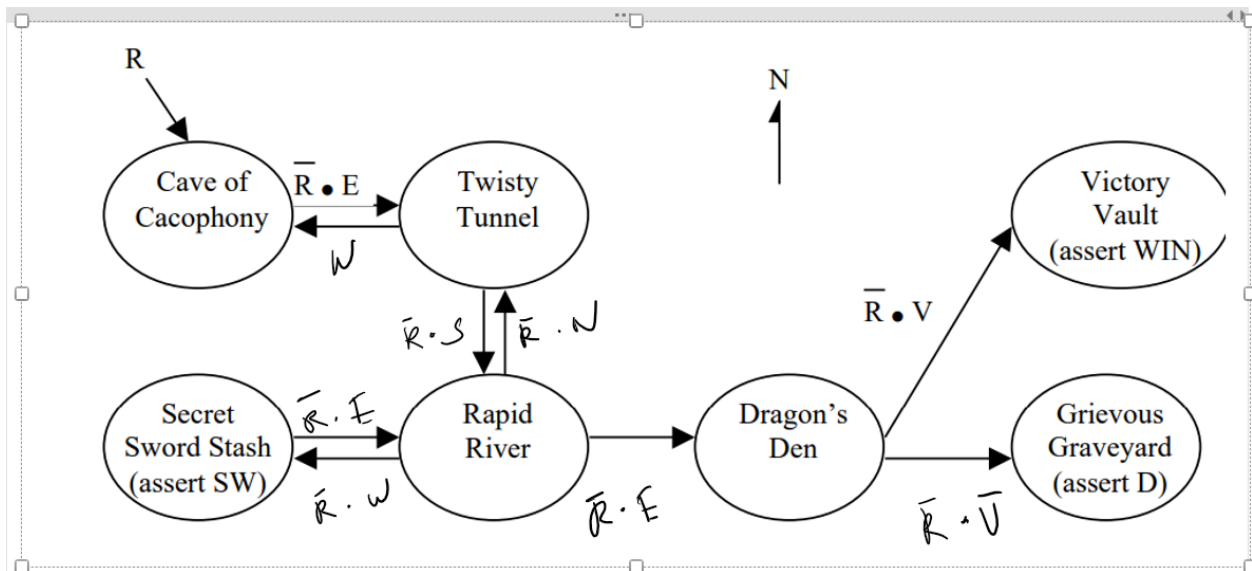 R
N
Cave of
Cacophony
R̅ • E
W
Twisty
Tunnel
Victory
Vault
(assert WIN)
R̅ • V
R̅ · S
R̅ · N
Secret
Sword Stash
(assert SW)
R̅ · E
R̅ · W
Rapid
River
R̅ · E
Dragon's
Den
Grievous
Graveyard
(assert D)
R̅ · V̅